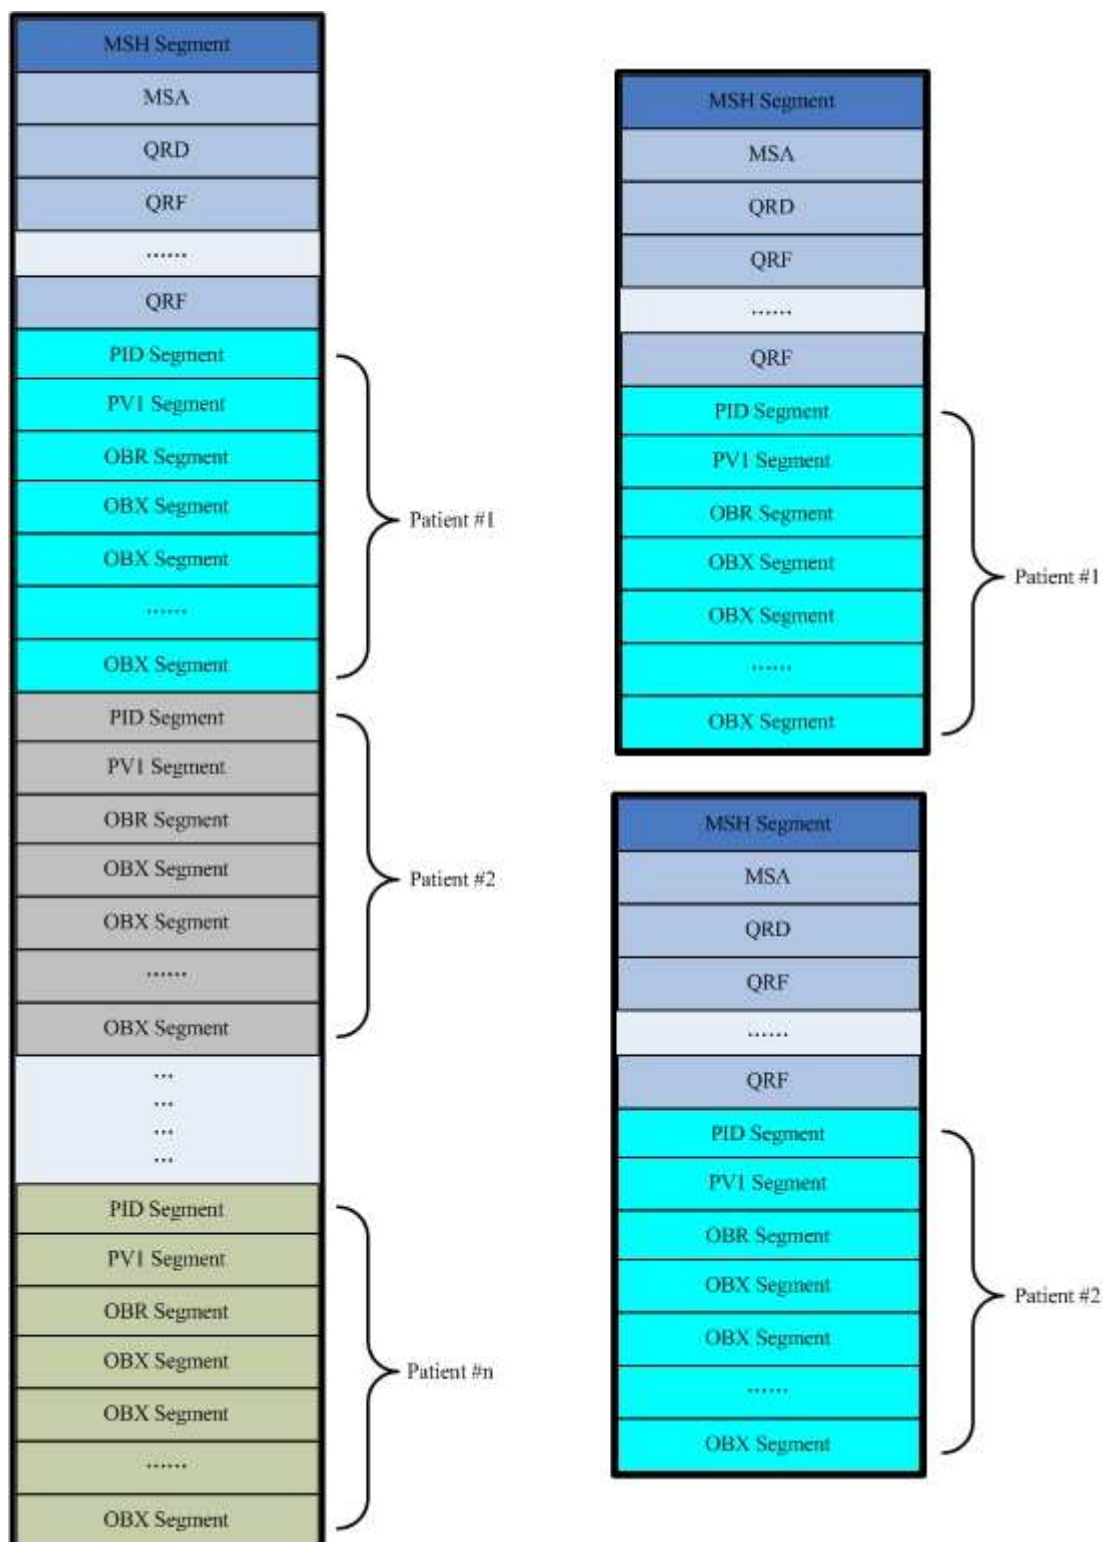 MSH Segment
MSA
QRD
QRF
......
QRF
PID Segment
PV1 Segment
OBR Segment
OBX Segment
OBX Segment
......
OBX Segment
Patient #1
PID Segment
PV1 Segment
OBR Segment
OBX Segment
OBX Segment
......
OBX Segment
Patient #2
...
...
...
...
PID Segment
PV1 Segment
OBR Segment
OBX Segment
OBX Segment
......
OBX Segment
Patient #n
MSH Segment
MSA
QRD
QRF
......
QRF
PID Segment
PV1 Segment
OBR Segment
OBX Segment
OBX Segment
......
OBX Segment
Patient #1
MSH Segment
MSA
QRD
QRF
......
QRF
PID Segment
PV1 Segment
OBR Segment
OBX Segment
OBX Segment
......
OBX Segment
Patient #2